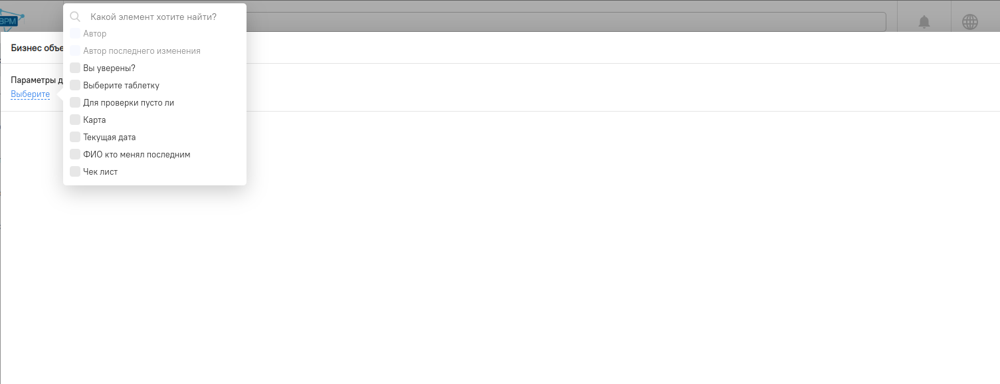 BPM
Какой элемент хотите найти?
Автор
Бизнес объе
Автор последнего изменения
Вы уверены?
Параметры д
Выберите таблетку
Выберите
Для проверки пусто ли
Карта
Текущая дата
ФИО кто менял последним
Чек лист